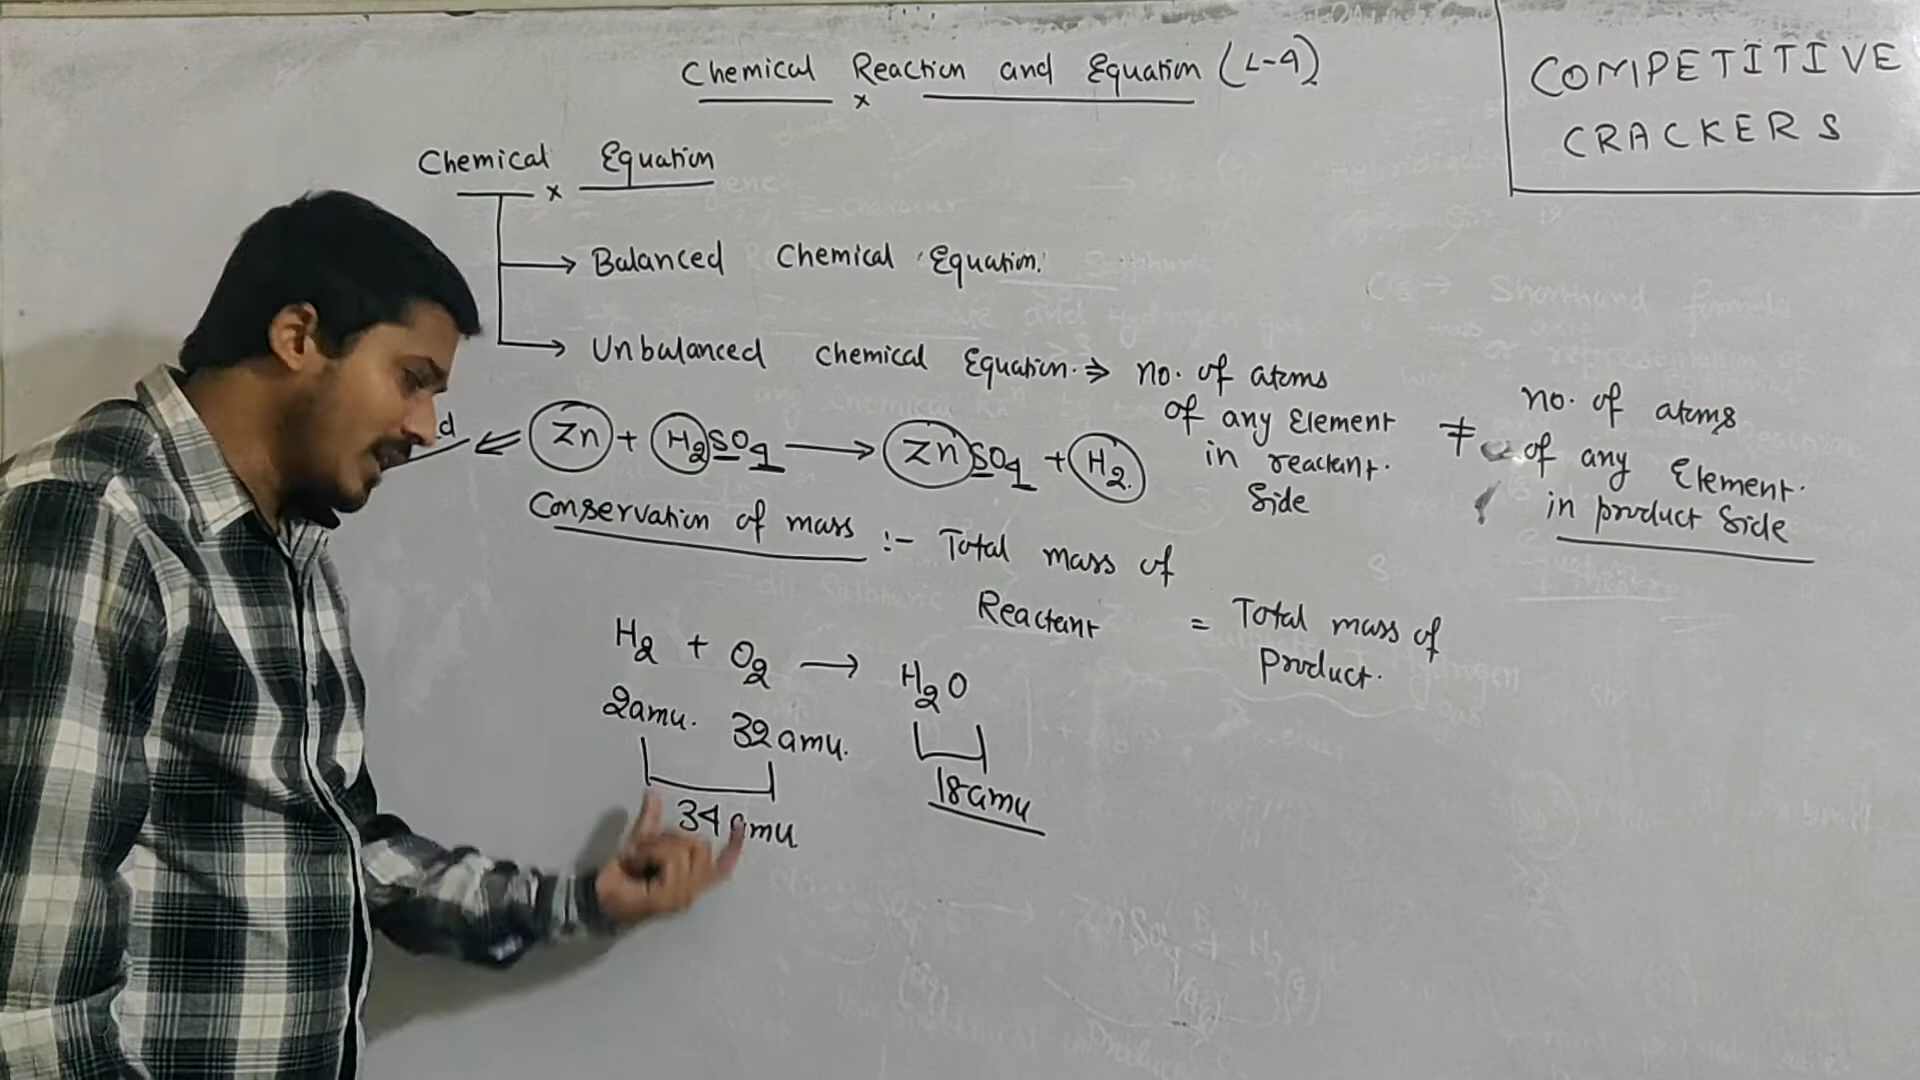 Chemical Reaction and Equation (L-4)
COMPETITIVE
CRACKERS
Chemical Equation
Balanced Chemical Equation.
Unbalanced Chemical Equation. ⇒ no. of atoms
of any Element
in reactant.
Side
≠
no. of atoms
of any Element.
in product Side
d ⇐ Zn + H2SO4 → ZnSO4 + H2.
Conservation of mass :- Total mass of
Reactant = Total mass of
Product.
H2 + O2 → H2O
2amu. 32amu.
34amu
18amu